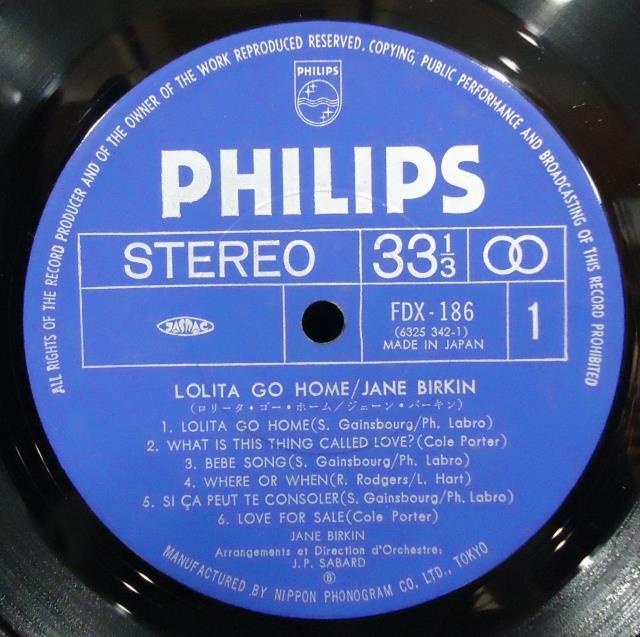 ALL RIGHTS OF THE RECORD PRODUCER AND OF THE OWNER OF THE WORK REPRODUCED RESERVED. COPYING, PUBLIC PERFORMANCE AND BROADCASTING OF THIS RECORD PROHIBITED
PHILIPS
PHILIPS
STEREO
33 1/3
FDX-186
(6325 342-1)
MADE IN JAPAN
1
JASRAC
LOLITA GO HOME/JANE BIRKIN
(ロリータ・ゴー・ホーム/ジェーン・バーキン)
1. LOLITA GO HOME(S. Gainsbourg/Ph. Labro)
2. WHAT IS THIS THING CALLED LOVE?(Cole Porter)
3. BEBE SONG(S. Gainsbourg/Ph. Labro)
4. WHERE OR WHEN(R. Rodgers/L. Hart)
5. SI ÇA PEUT TE CONSOLER(S. Gainsbourg/Ph. Labro)
6. LOVE FOR SALE(Cole Porter)
JANE BIRKIN
Arrangements et Direction d'Orchestre:
J.P. SABARD
MANUFACTURED BY NIPPON PHONOGRAM CO. LTD., TOKYO